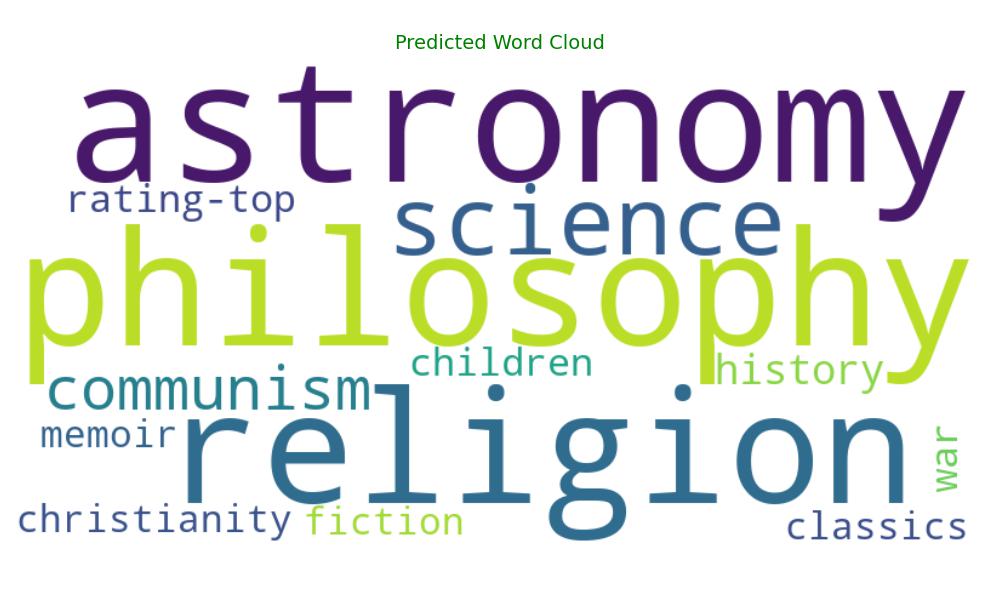 Predicted Word Cloud
astronomy
rating-top
science
philosophy
children
history
communism
memoir
religion
war
christianity
fiction
classics